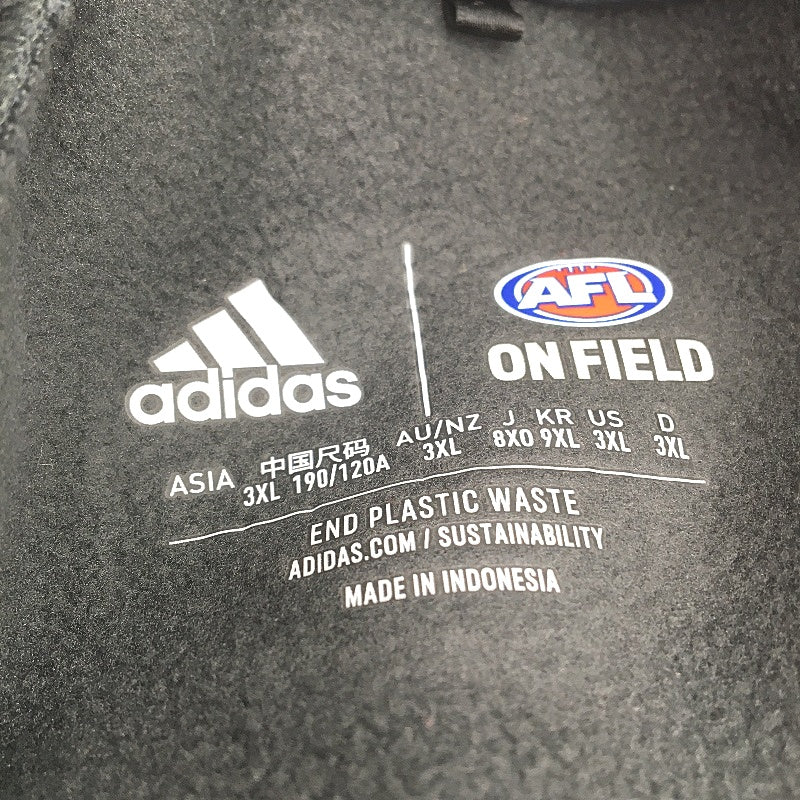 adidas
AFL
ON FIELD
ASIA 中国尺码 AU/NZ J KR US D
3XL 190/120A 3XL 8XO 9XL 3XL 3XL
END PLASTIC WASTE
ADIDAS.COM / SUSTAINABILITY
MADE IN INDONESIA